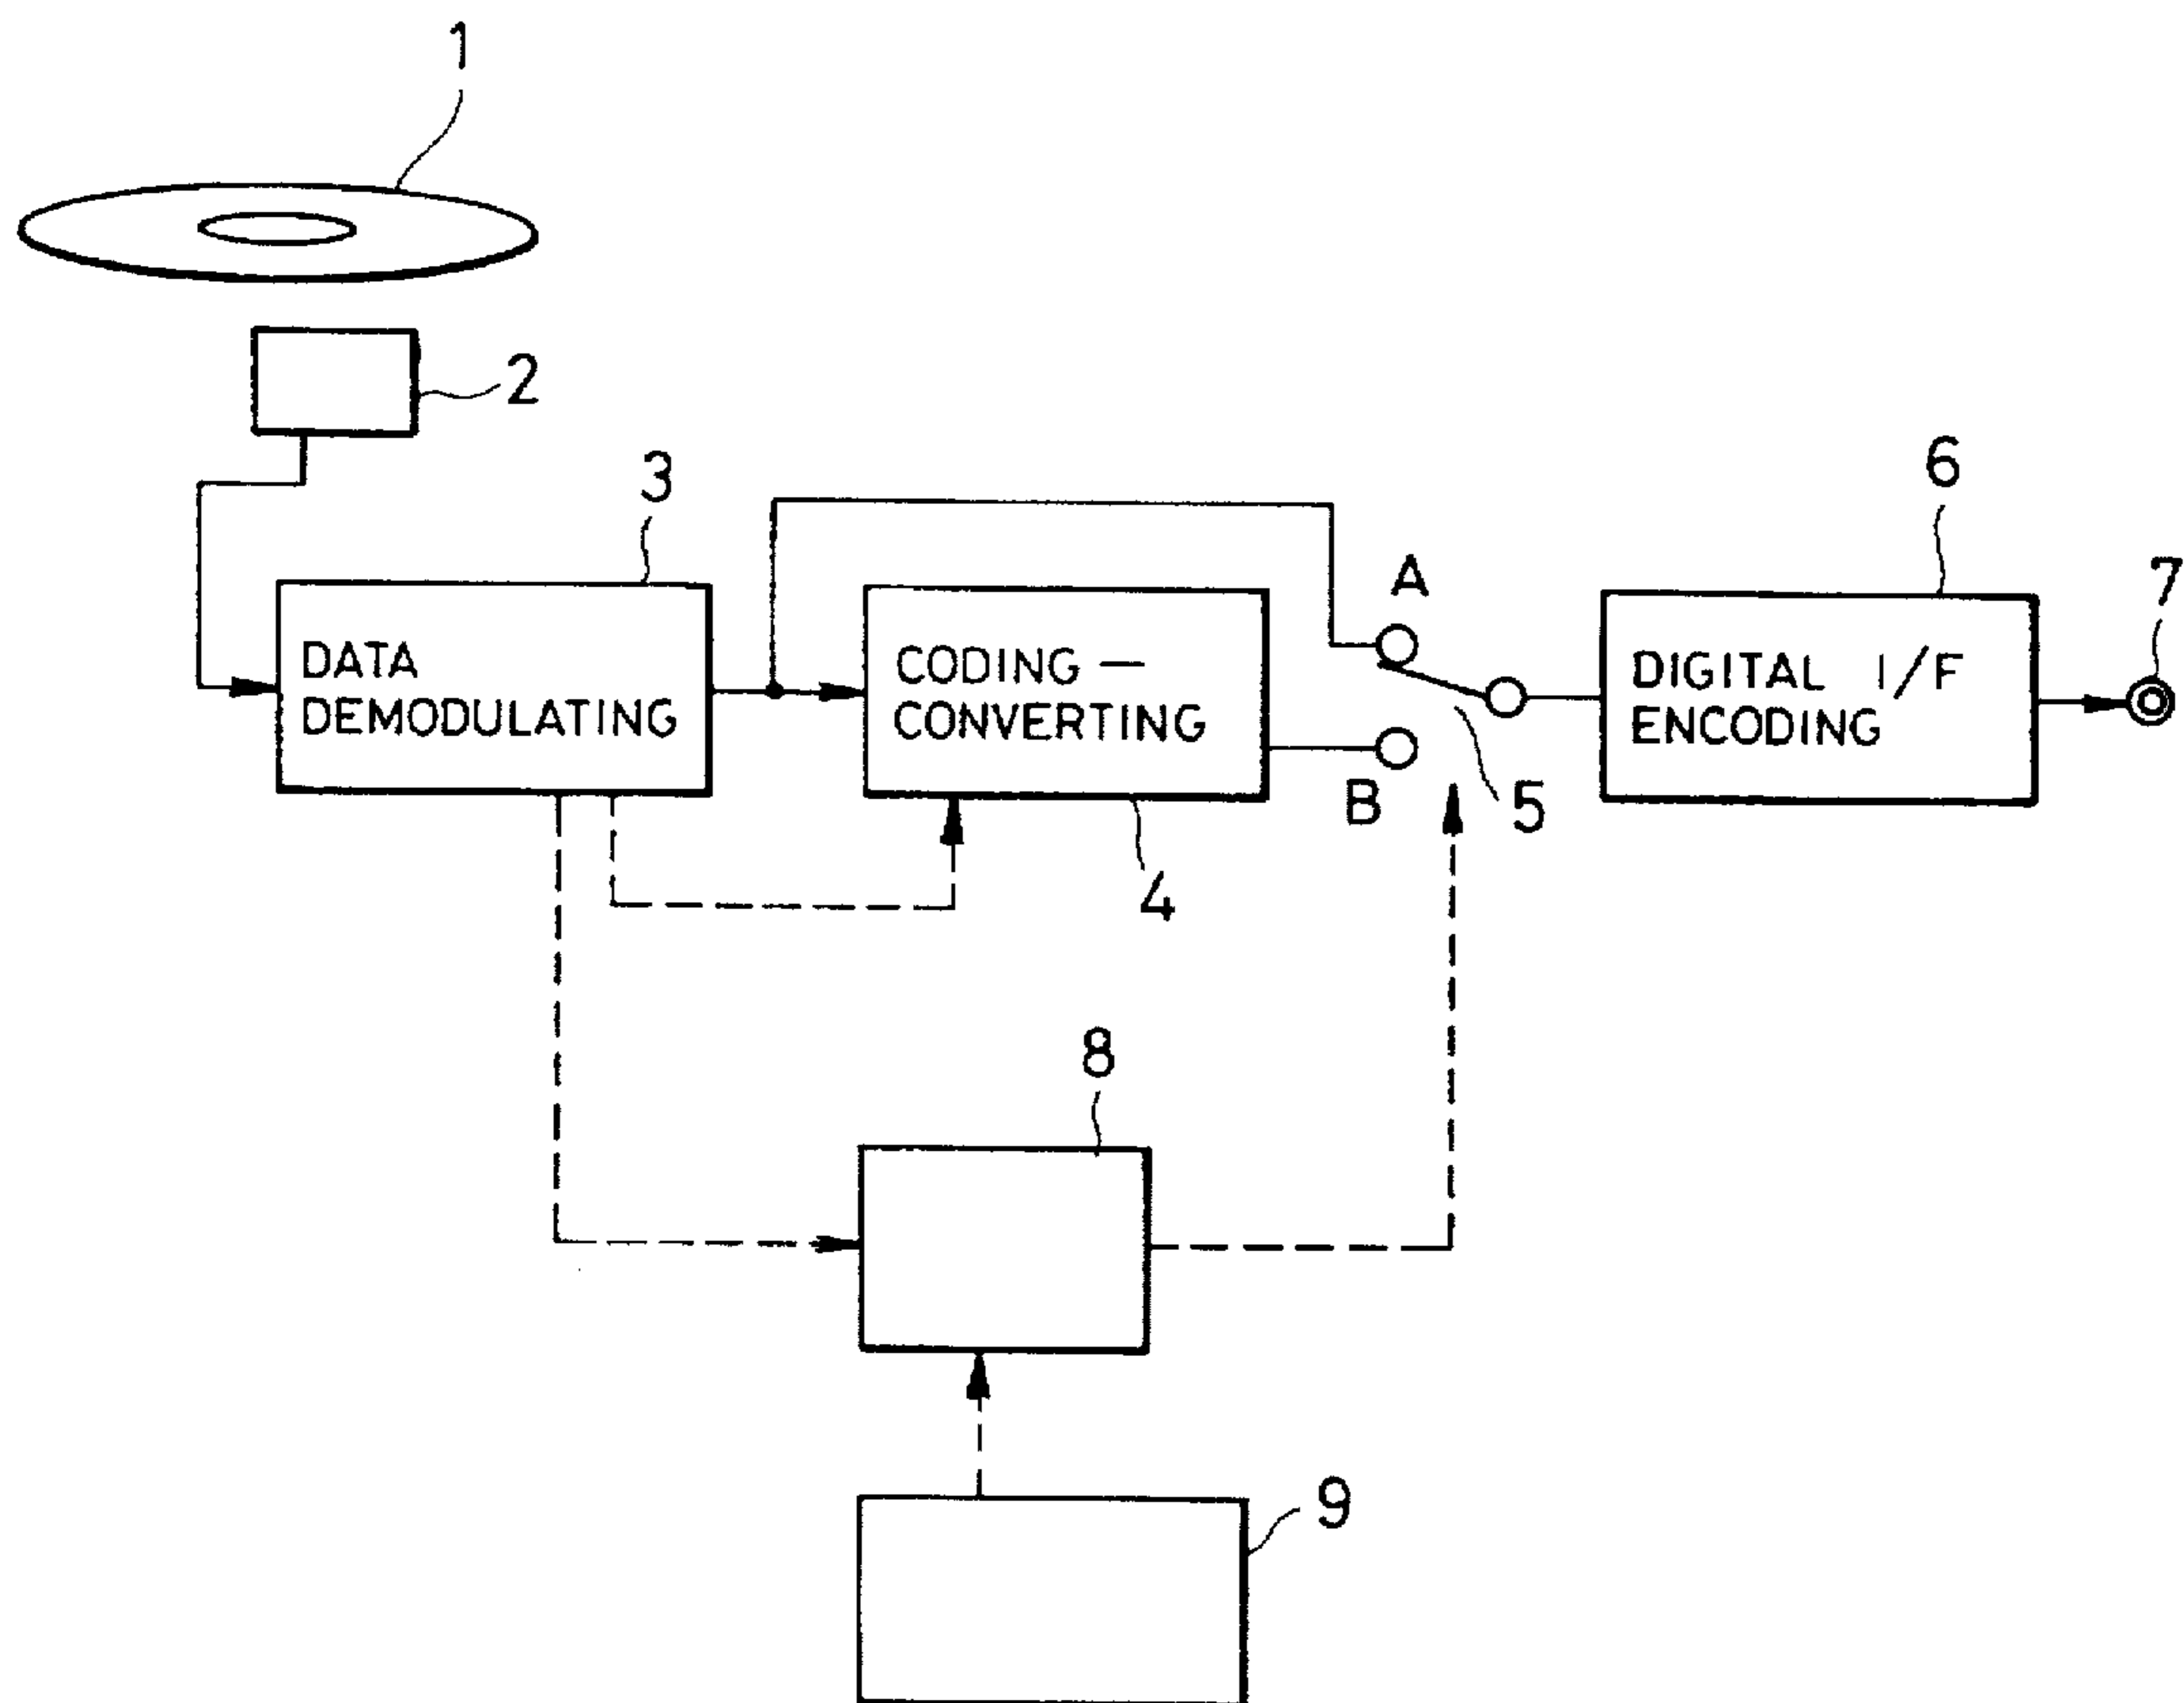 1
2
3
6
7
A
DATA
DEMODULATING
CODING —
CONVERTING
DIGITAL I/F
ENCODING
B
5
4
8
9